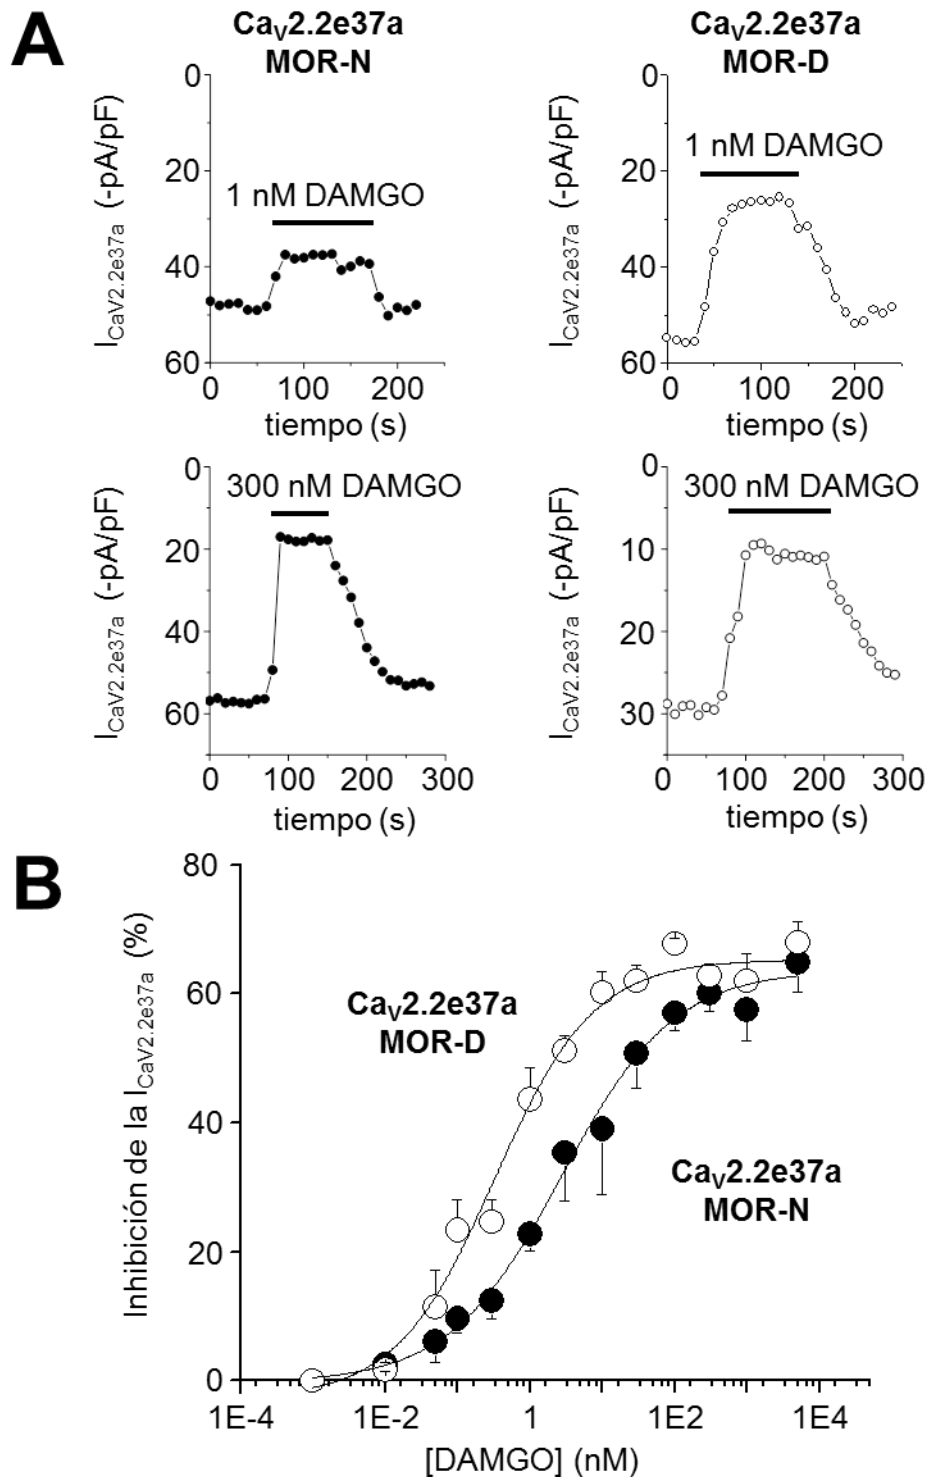 A
CaV2.2e37a
MOR-N
0
20
40
60
ICaV2.2e37a (-pA/pF)
1 nM DAMGO
0 100 200
tiempo (s)
CaV2.2e37a
MOR-D
0
20
40
60
ICaV2.2e37a (-pA/pF)
1 nM DAMGO
0 100 200
tiempo (s)
0
20
40
60
ICaV2.2e37a (-pA/pF)
300 nM DAMGO
0 100 200 300
tiempo (s)
0
10
20
30
ICaV2.2e37a (-pA/pF)
300 nM DAMGO
0 100 200 300
tiempo (s)
B
80
60
40
20
0
Inhibición de la ICaV2.2e37a (%)
CaV2.2e37a
MOR-D
CaV2.2e37a
MOR-N
1E-4 1E-2 1 1E2 1E4
[DAMGO] (nM)